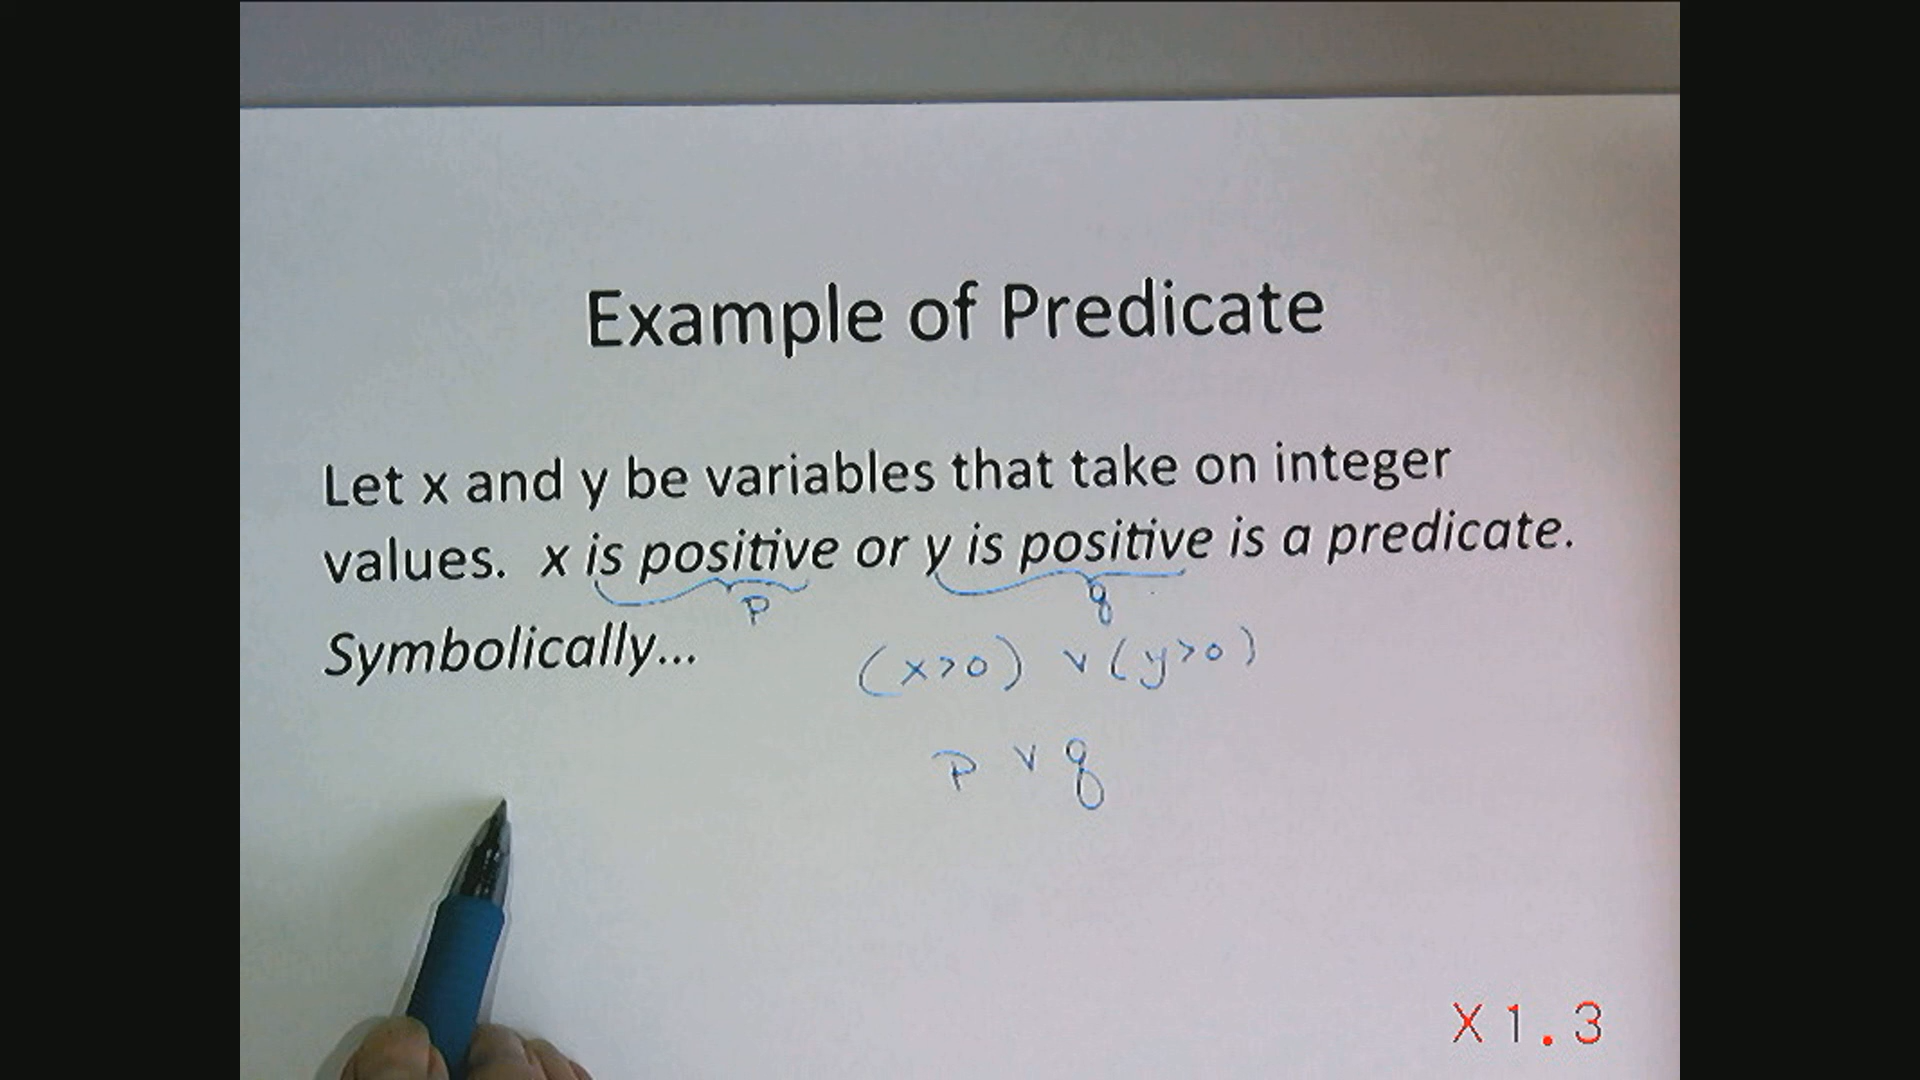 Example of Predicate
Let x and y be variables that take on integer
values. x is positive or y is positive is a predicate.
p q
Symbolically... (x>0) ∨ (y>0)
p ∨ q
X1.3